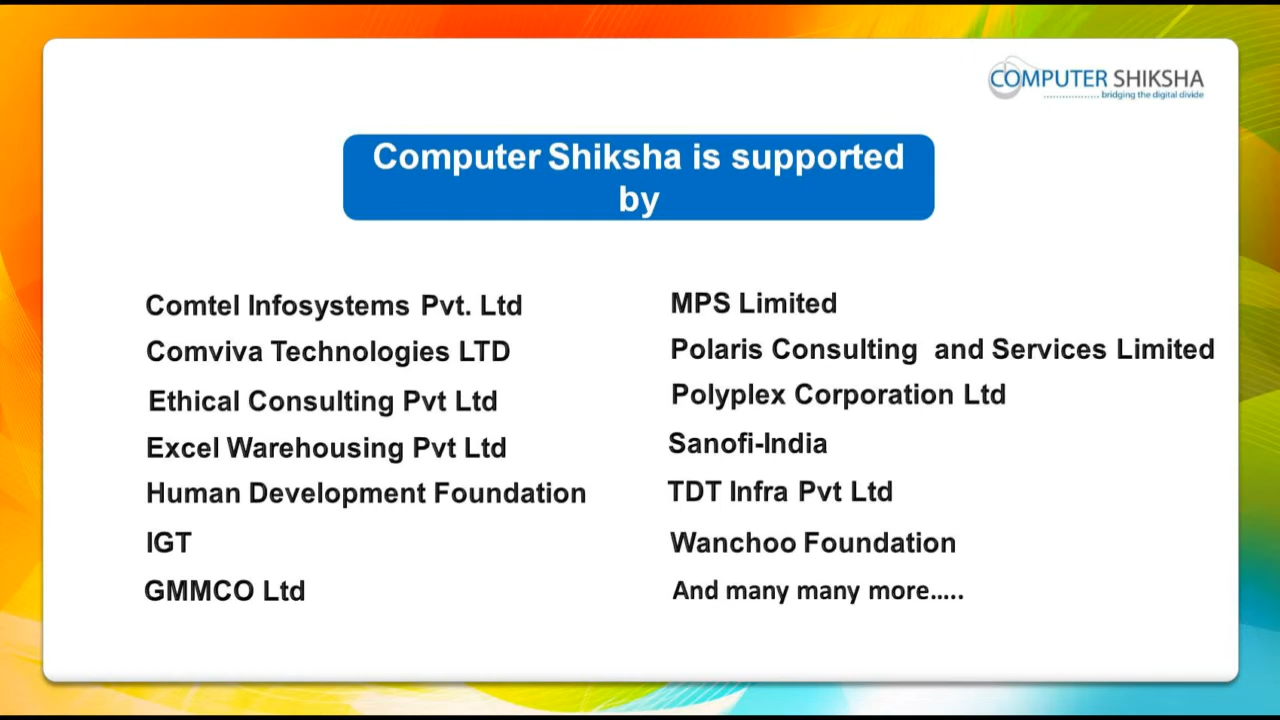 COMPUTER SHIKSHA
bridging the digital divide
Computer Shiksha is supported
by
Comtel Infosystems Pvt. Ltd
Comviva Technologies LTD
Ethical Consulting Pvt Ltd
Excel Warehousing Pvt Ltd
Human Development Foundation
IGT
GMMCO Ltd
MPS Limited
Polaris Consulting and Services Limited
Polyplex Corporation Ltd
Sanofi-India
TDT Infra Pvt Ltd
Wanchoo Foundation
And many many more.....